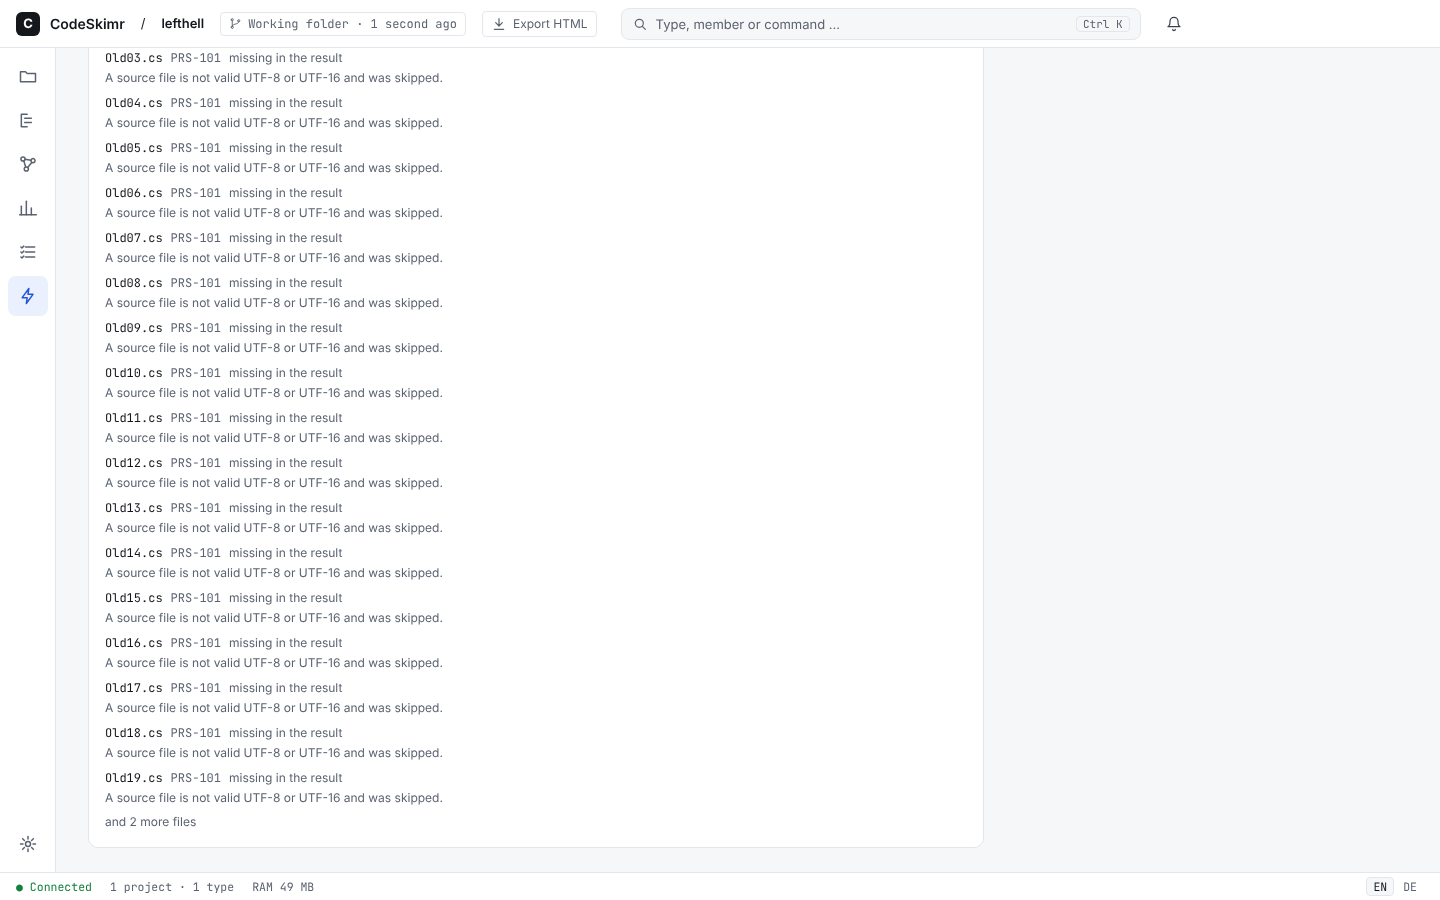 C CodeSkimr / lefthell Working folder · 1 second ago Export HTML Type, member or command ... Ctrl K
Old03.cs PRS-101 missing in the result
A source file is not valid UTF-8 or UTF-16 and was skipped.
Old04.cs PRS-101 missing in the result
A source file is not valid UTF-8 or UTF-16 and was skipped.
Old05.cs PRS-101 missing in the result
A source file is not valid UTF-8 or UTF-16 and was skipped.
Old06.cs PRS-101 missing in the result
A source file is not valid UTF-8 or UTF-16 and was skipped.
Old07.cs PRS-101 missing in the result
A source file is not valid UTF-8 or UTF-16 and was skipped.
Old08.cs PRS-101 missing in the result
A source file is not valid UTF-8 or UTF-16 and was skipped.
Old09.cs PRS-101 missing in the result
A source file is not valid UTF-8 or UTF-16 and was skipped.
Old10.cs PRS-101 missing in the result
A source file is not valid UTF-8 or UTF-16 and was skipped.
Old11.cs PRS-101 missing in the result
A source file is not valid UTF-8 or UTF-16 and was skipped.
Old12.cs PRS-101 missing in the result
A source file is not valid UTF-8 or UTF-16 and was skipped.
Old13.cs PRS-101 missing in the result
A source file is not valid UTF-8 or UTF-16 and was skipped.
Old14.cs PRS-101 missing in the result
A source file is not valid UTF-8 or UTF-16 and was skipped.
Old15.cs PRS-101 missing in the result
A source file is not valid UTF-8 or UTF-16 and was skipped.
Old16.cs PRS-101 missing in the result
A source file is not valid UTF-8 or UTF-16 and was skipped.
Old17.cs PRS-101 missing in the result
A source file is not valid UTF-8 or UTF-16 and was skipped.
Old18.cs PRS-101 missing in the result
A source file is not valid UTF-8 or UTF-16 and was skipped.
Old19.cs PRS-101 missing in the result
A source file is not valid UTF-8 or UTF-16 and was skipped.
and 2 more files
Connected 1 project · 1 type RAM 49 MB EN DE